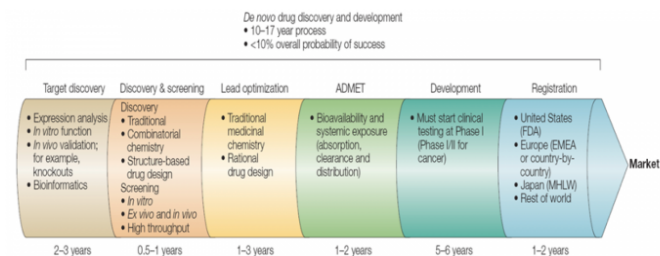 De novo drug discovery and development
• 10–17 year process
• <10% overall probability of success
Target discovery
Discovery & screening
Lead optimization
ADMET
Development
Registration
• Expression analysis
• In vitro function
• In vivo validation;
for example,
knockouts
• Bioinformatics
Discovery
• Traditional
• Combinatorial
chemistry
• Structure-based
drug design
Screening
• In vitro
• Ex vivo and in vivo
• High throughput
• Traditional
medicinal
chemistry
• Rational
drug design
• Bioavailability and
systemic exposure
(absorption,
clearance and
distribution)
• Must start clinical
testing at Phase I
(Phase I/II for
cancer)
• United States
(FDA)
• Europe (EMEA
or country-by-
country)
• Japan (MHLW)
• Rest of world
Market
2–3 years
0.5–1 years
1–3 years
1–2 years
5–6 years
1–2 years